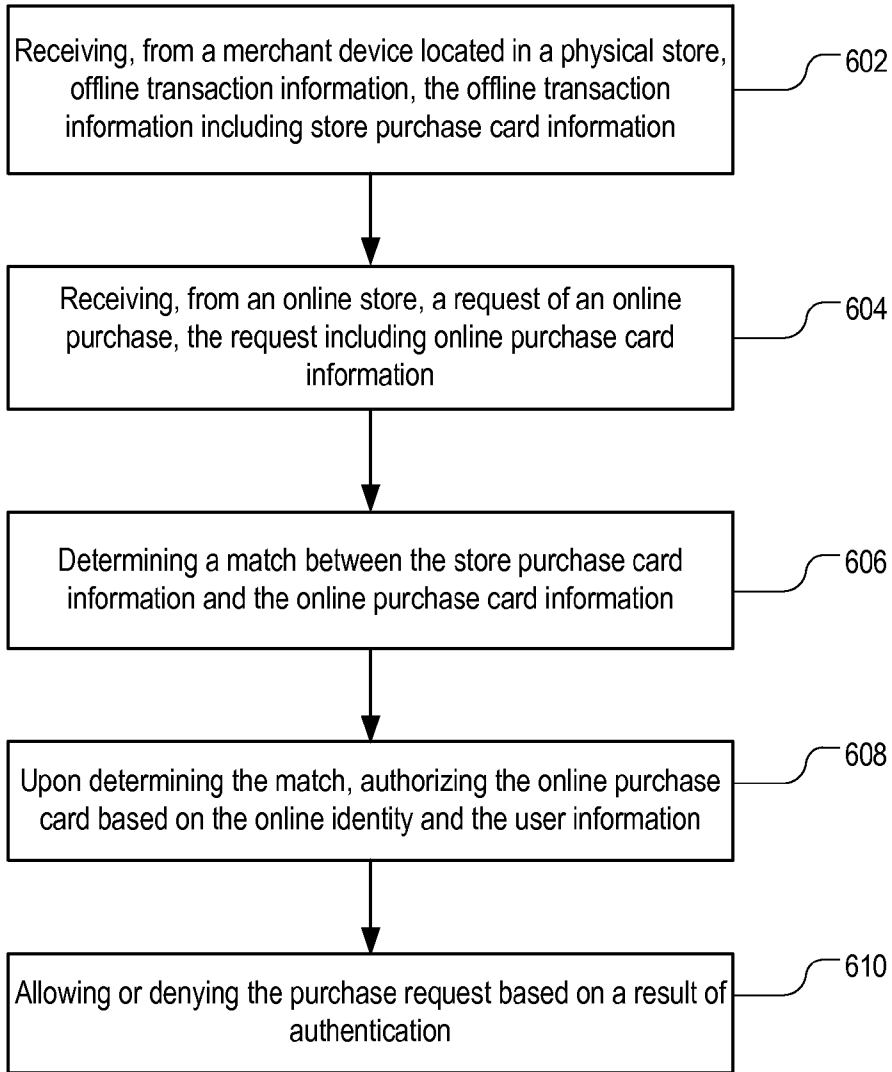 Receiving, from a merchant device located in a physical store,
offline transaction information, the offline transaction
information including store purchase card information
602
Receiving, from an online store, a request of an online
purchase, the request including online purchase card
information
604
Determining a match between the store purchase card
information and the online purchase card information
606
Upon determining the match, authorizing the online purchase
card based on the online identity and the user information
608
Allowing or denying the purchase request based on a result of
authentication
610